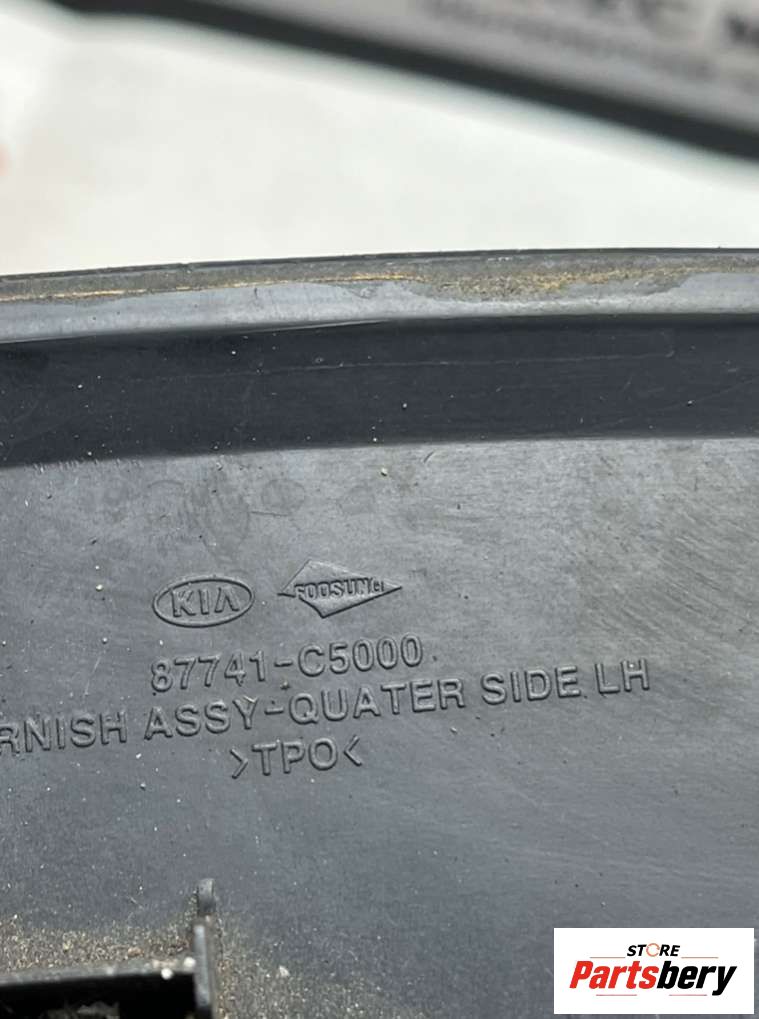 KIA FOOSUNG
87741-C5000
RNISH ASSY-QUATER SIDE LH
>TPO<
STORE
Partsbery